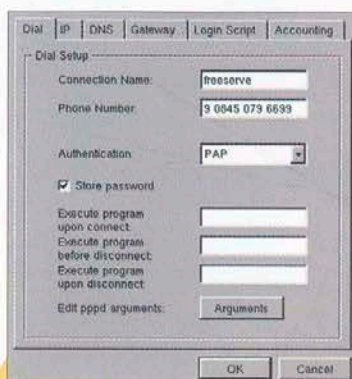 Dial IP DNS Gateway Login Script Accounting
Dial Setup
Connection Name: freeserve
Phone Number: 9 0845 079 6699
Authentication: PAP
Store password
Execute program
upon connect:
Execute program
before disconnect:
Execute program
upon disconnect:
Edit pppd arguments: Arguments
OK Cancel